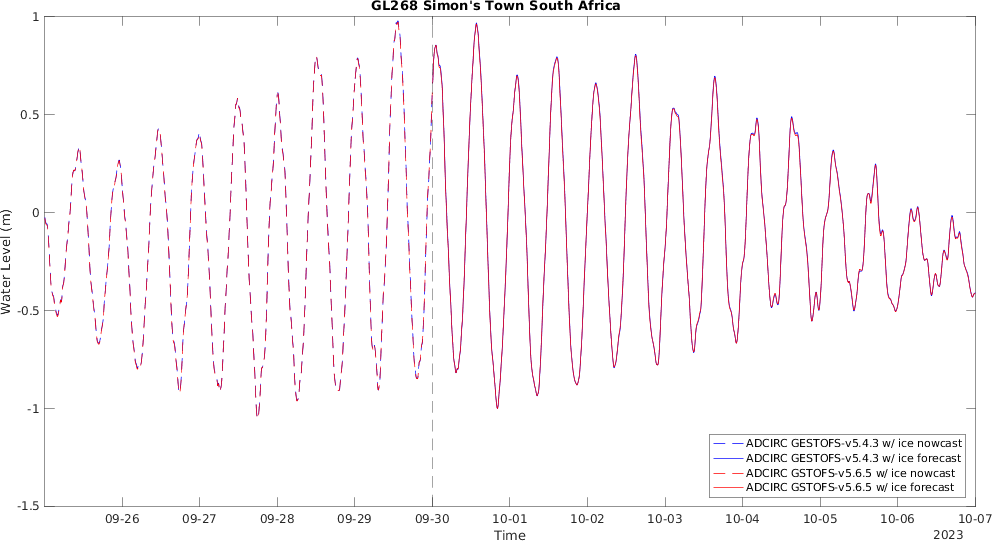 GL268 Simon's Town South Africa
1
0.5
0
-0.5
-1
-1.5
Water Level (m)
ADCIRC GESTOFS-v5.4.3 w/ ice nowcast
ADCIRC GESTOFS-v5.4.3 w/ ice forecast
ADCIRC GSTOFS-v5.6.5 w/ ice nowcast
ADCIRC GSTOFS-v5.6.5 w/ ice forecast
09-26 09-27 09-28 09-29 09-30 10-01 10-02 10-03 10-04 10-05 10-06 10-07
Time
2023